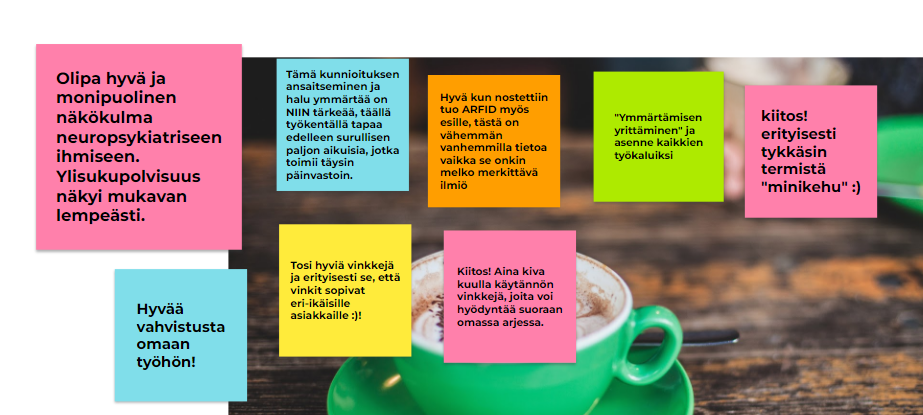 Olipa hyvä ja
monipuolinen
näkökulma
neuropsykiatriseen
ihmiseen.
Ylisukupolvisuus
näkyi mukavan
lempeästi.
Tämä kunnioituksen
ansaitseminen ja
halu ymmärtää on
NIIN tärkeää, täällä
työkentällä tapaa
edelleen surullisen
paljon aikuisia, jotka
toimii täysin
päinvastoin.
Hyvä kun nostettiin
tuo ARFID myös
esille, tästä on
vähemmän
vanhemmilla tietoa
vaikka se onkin
melko merkittävä
ilmiö
"Ymmärtämisen
yrittäminen" ja
asenne kaikkien
työkaluiksi
kiitos!
erityisesti
tykkäsin
termistä
"minikehu" :)
Hyvää
vahvistusta
omaan
työhön!
Tosi hyviä vinkkejä
ja erityisesti se, että
vinkit sopivat
eri-ikäisille
asiakkaille :)!
Kiitos! Aina kiva
kuulla käytännön
vinkkejä, joita voi
hyödyntää suoraan
omassa arjessa.